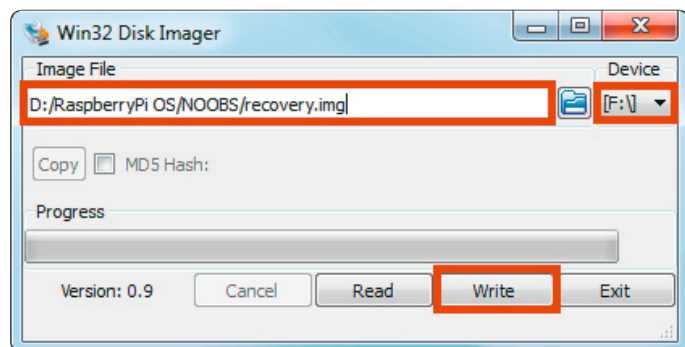 Win32 Disk Imager
Image File
Device
D:/RaspberryPi OS/NOOBS/recovery.img
[F:\]
Copy
MD5 Hash:
Progress
Version: 0.9
Cancel
Read
Write
Exit